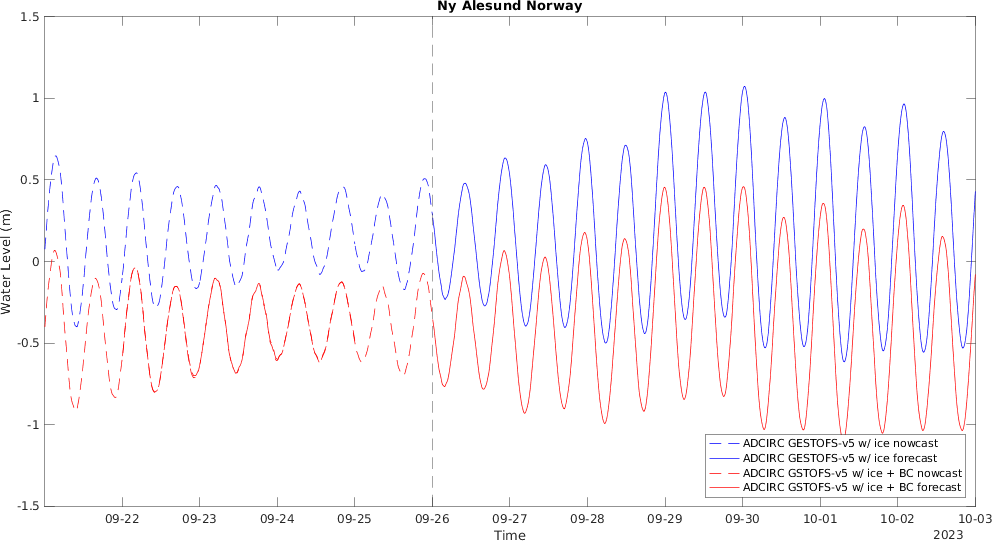 Ny Alesund Norway
1.5
1
0.5
0
-0.5
-1
-1.5
Water Level (m)
ADCIRC GESTOFS-v5 w/ ice nowcast
ADCIRC GESTOFS-v5 w/ ice forecast
ADCIRC GSTOFS-v5 w/ ice + BC nowcast
ADCIRC GSTOFS-v5 w/ ice + BC forecast
09-22 09-23 09-24 09-25 09-26 09-27 09-28 09-29 09-30 10-01 10-02 10-03
Time
2023